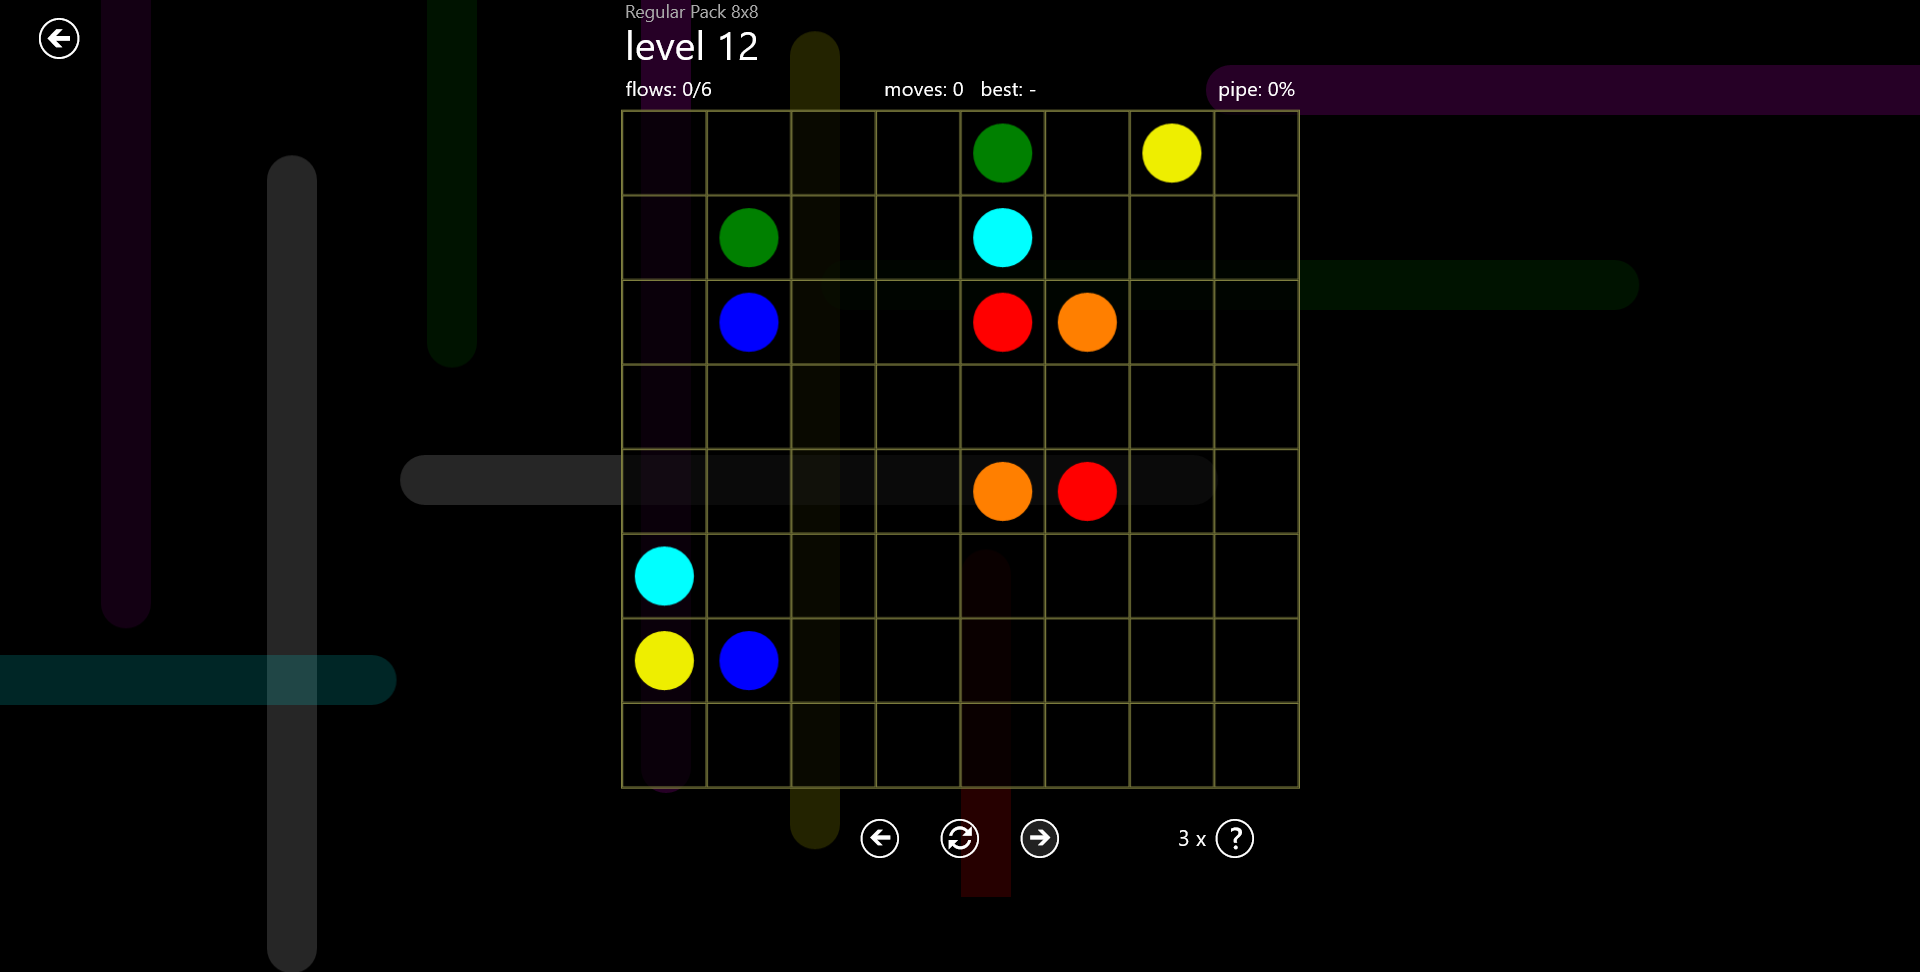 Regular Pack 8x8
level 12
flows: 0/6 moves: 0 best: - pipe: 0%
3 x ?